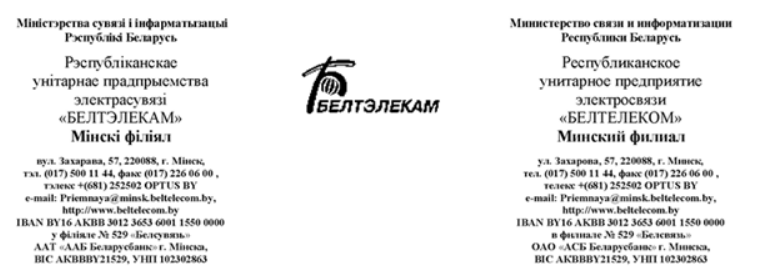 Міністэрства сувязі і інфарматызацыі
Рэспублікі Беларусь
Рэспубліканскае
унітарнае прадпрыемства
электрасувязі
«БЕЛТЭЛЕКАМ»
Мінскі філіял
вул. Захарава, 57, 220088, г. Мінск,
тэл. (017) 500 11 44, факс (017) 226 06 00 ,
тэлекс +(681) 252502 OPTUS BY
e-mail: Priemnaya@minsk.beltelecom.by,
http://www.beltelecom.by
IBAN BY16 AKBB 3012 3653 6001 1550 0000
у філіяле № 529 «Белсувязь»
ААТ «ААБ Беларусбанк» г. Мінска,
BIC AKBBBY21529, УНП 102302863
БЕЛТЭЛЕКАМ
Министерство связи и информатизации
Республики Беларусь
Республиканское
унитарное предприятие
электросвязи
«БЕЛТЕЛЕКОМ»
Минский филиал
ул. Захарова, 57, 220088, г. Минск,
тел. (017) 500 11 44, факс (017) 226 06 00 ,
телекс +(681) 252502 OPTUS BY
e-mail: Priemnaya@minsk.beltelecom.by,
http://www.beltelecom.by
IBAN BY16 AKBB 3012 3653 6001 1550 0000
в филиале № 529 «Белсвязь»
ОАО «АСБ Беларусбанк» г. Минска,
BIC AKBBBY21529, УНП 102302863